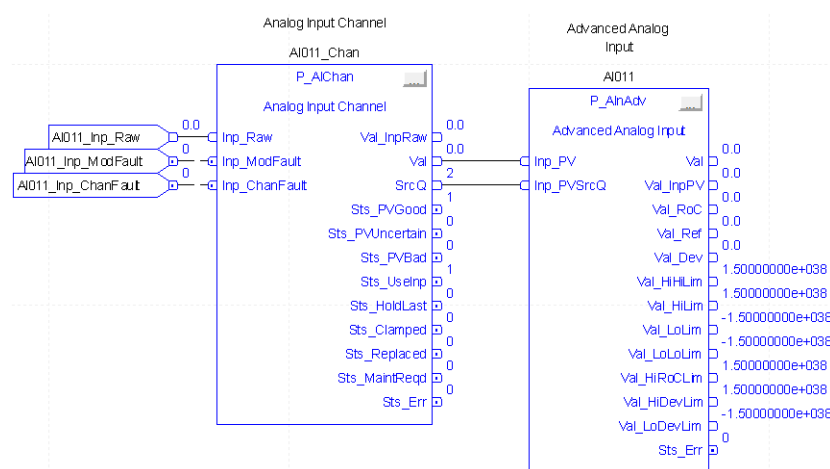 Analog Input Channel
AI011_Chan
P_AIChan
...
Analog Input Channel
AI011_Inp_Raw
0.0
Inp_Raw
Val_InpRaw
0.0
AI011_Inp_ModFault
0
Inp_ModFault
Val
0.0
AI011_Inp_ChanFault
0
Inp_ChanFault
SrcQ
2
Sts_PVGood
1
Sts_PVUncertain
0
Sts_PVBad
0
Sts_UseInp
1
Sts_HoldLast
0
Sts_Clamped
0
Sts_Replaced
0
Sts_MaintReqd
0
Sts_Err
0
Advanced Analog
Input
AI011
P_AInAdv
...
Advanced Analog Input
Inp_PV
Val
0.0
Inp_PVSrcQ
Val_InpPV
0.0
Val_RoC
0.0
Val_Ref
0.0
Val_Dev
0.0
Val_HiHiLim
1.50000000e+038
Val_HiLim
1.50000000e+038
Val_LoLim
-1.50000000e+038
Val_LoLoLim
-1.50000000e+038
Val_HiRoCLim
1.50000000e+038
Val_HiDevLim
1.50000000e+038
Val_LoDevLim
-1.50000000e+038
Sts_Err
0